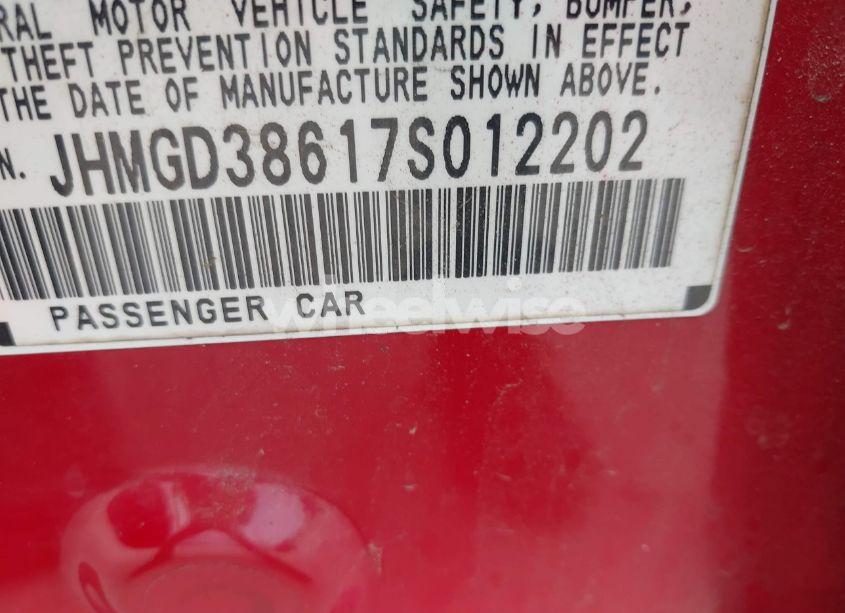 RAL MOTOR VEHICLE SAFETY, BUMPER,
THEFT PREVENTION STANDARDS IN EFFECT
THE DATE OF MANUFACTURE SHOWN ABOVE.
N. JHMGD38617S012202
PASSENGER CAR
wheelwise